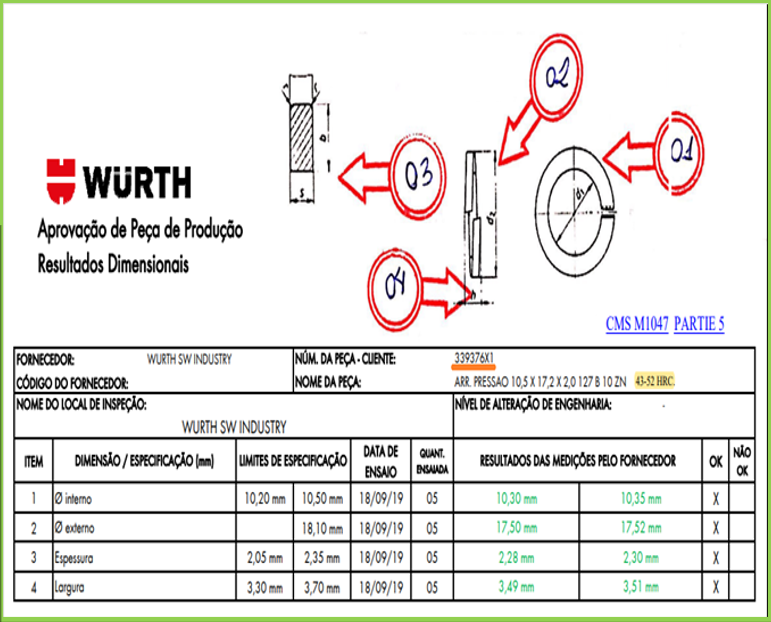 02
03
01
04
d₁
d₂
b
s
WÜRTH
Aprovação de Peça de Produção
Resultados Dimensionais
CMS M1047 PARTIE 5
FORNECEDOR: WURTH SW INDUSTRY NÚM. DA PEÇA - CLIENTE: 339376X1
CÓDIGO DO FORNECEDOR: NOME DA PEÇA: ARR. PRESSAO 10,5 X 17,2 X 2,0 127 B 10 ZN 43-52 HRC.
NOME DO LOCAL DE INSPEÇÃO: NÍVEL DE ALTERAÇÃO DE ENGENHARIA: -
WURTH SW INDUSTRY
ITEM DIMENSÃO / ESPECIFICAÇÃO (mm) LIMITES DE ESPECIFICAÇÃO DATA DE ENSAIO QUANT. ENSAIADA RESULTADOS DAS MEDIÇÕES PELO FORNECEDOR OK NÃO OK
1 Ø interno 10,20 mm 10,50 mm 18/09/19 05 10,30 mm 10,35 mm X
2 Ø externo 18,10 mm 18/09/19 05 17,50 mm 17,52 mm X
3 Espessura 2,05 mm 2,35 mm 18/09/19 05 2,28 mm 2,30 mm X
4 Largura 3,30 mm 3,70 mm 18/09/19 05 3,49 mm 3,51 mm X